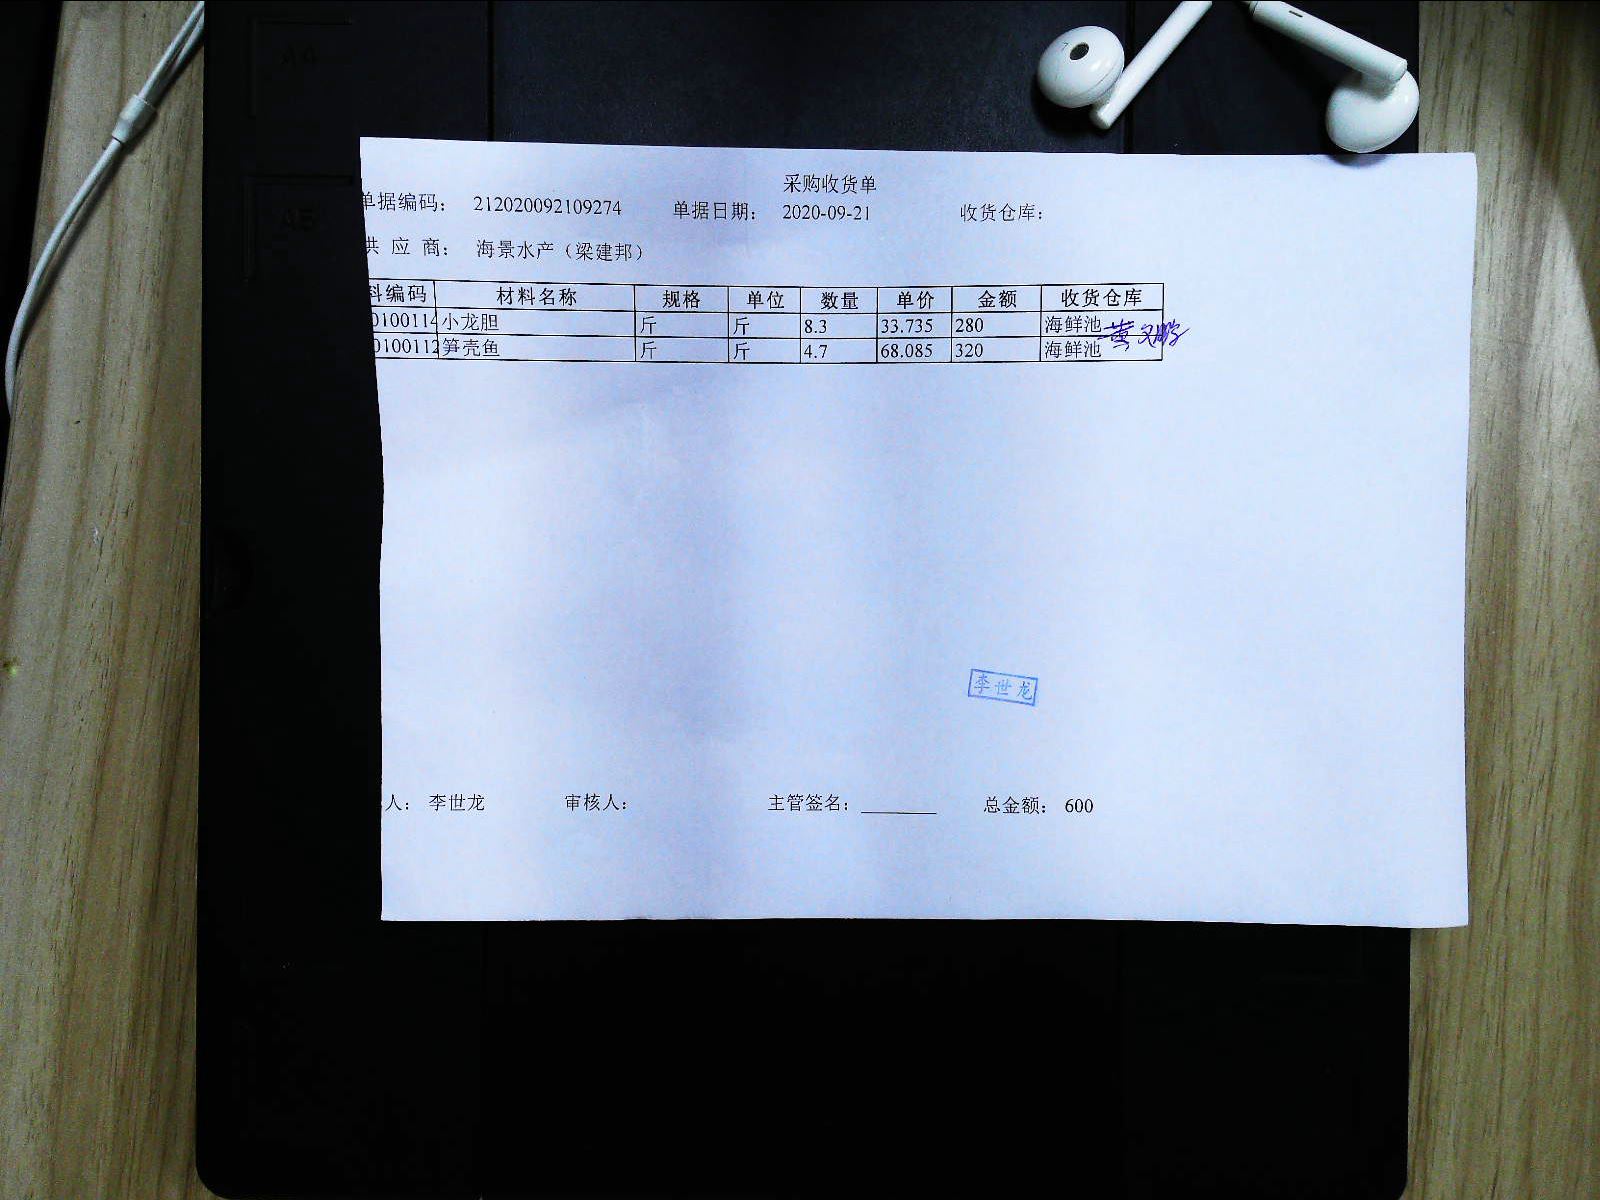 采购收货单
单据编码： 212020092109274 单据日期： 2020-09-21 收货仓库：
供 应 商： 海景水产（梁建邦）
料编码 材料名称 规格 单位 数量 单价 金额 收货仓库
0100114 小龙胆 斤 斤 8.3 33.735 280 海鲜池
0100112 笋壳鱼 斤 斤 4.7 68.085 320 海鲜池
李世龙
人： 李世龙 审核人： 主管签名： 总金额： 600